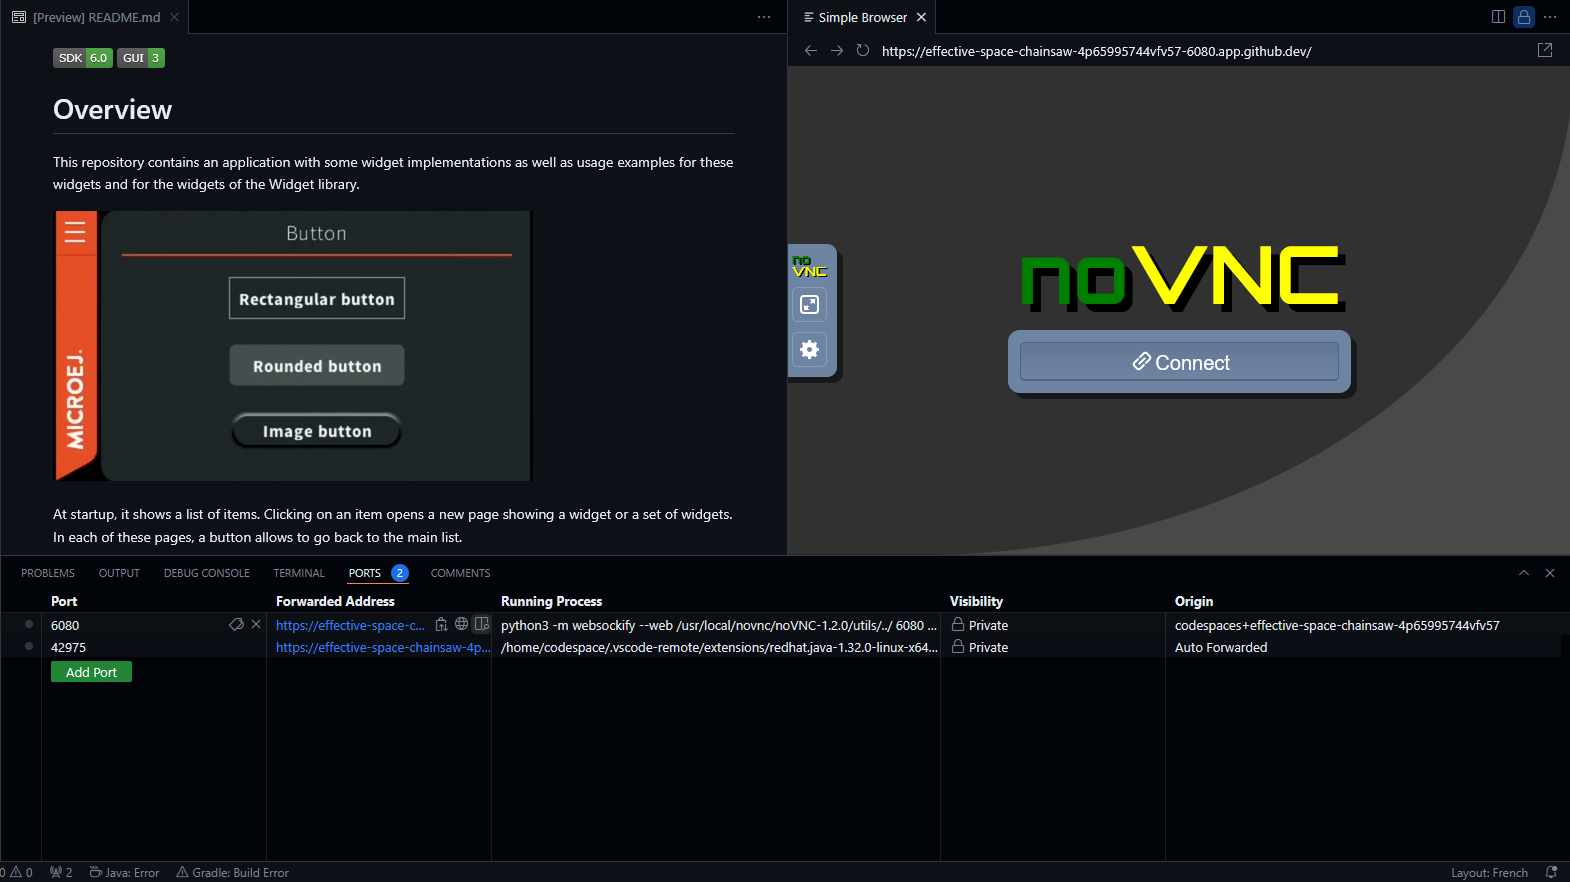 [Preview] README.md
SDK 6.0 GUI 3
Overview
This repository contains an application with some widget implementations as well as usage examples for these
widgets and for the widgets of the Widget library.
MICROEJ.
Button
Rectangular button
Rounded button
Image button
At startup, it shows a list of items. Clicking on an item opens a new page showing a widget or a set of widgets.
In each of these pages, a button allows to go back to the main list.
Simple Browser
https://effective-space-chainsaw-4p65995744vfv57-6080.app.github.dev/
no
VNC
noVNC
Connect
PROBLEMS OUTPUT DEBUG CONSOLE TERMINAL PORTS 2 COMMENTS
Port Forwarded Address Running Process Visibility Origin
6080 https://effective-space-c... python3 -m websockify --web /usr/local/novnc/noVNC-1.2.0/utils/../ 6080 ... Private codespaces+effective-space-chainsaw-4p65995744vfv57
42975 https://effective-space-chainsaw-4p... /home/codespace/.vscode-remote/extensions/redhat.java-1.32.0-linux-x64... Private Auto Forwarded
Add Port
0 0 2 Java: Error Gradle: Build Error Layout: French